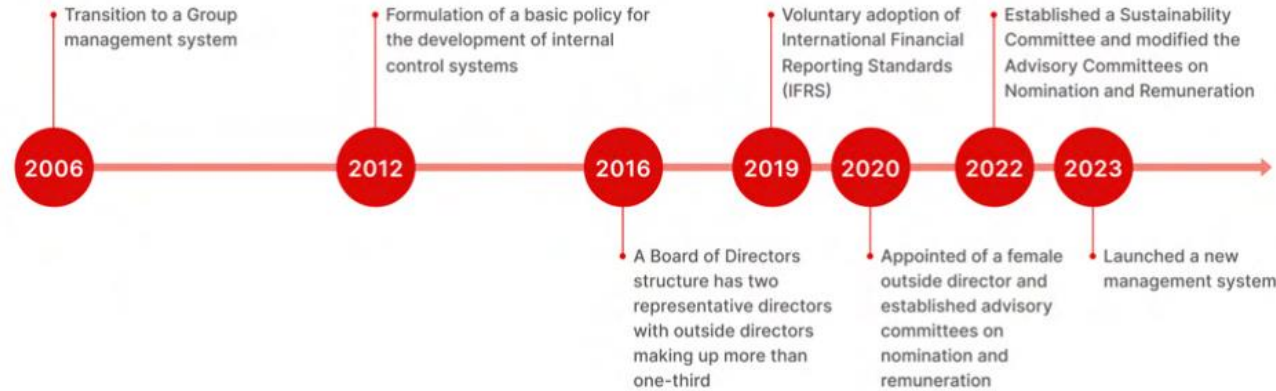 Transition to a Group
management system
Formulation of a basic policy for
the development of internal
control systems
Voluntary adoption of
International Financial
Reporting Standards
(IFRS)
Established a Sustainability
Committee and modified the
Advisory Committees on
Nomination and Remuneration
2006
2012
2016
2019
2020
2022
2023
A Board of Directors
structure has two
representative directors
with outside directors
making up more than
one-third
Appointed of a female
outside director and
established advisory
committees on
nomination and
remuneration
Launched a new
management system